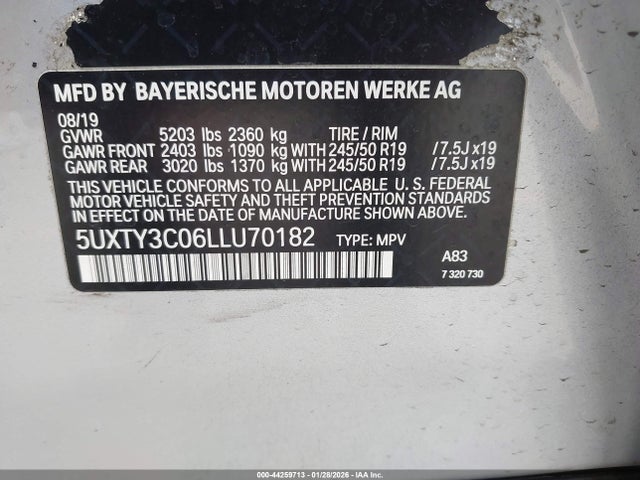 MFD BY BAYERISCHE MOTOREN WERKE AG
08/19
GVWR 5203 lbs 2360 kg TIRE / RIM
GAWR FRONT 2403 lbs 1090 kg WITH 245/50 R19 /7.5J x19
GAWR REAR 3020 lbs 1370 kg WITH 245/50 R19 /7.5J x19
THIS VEHICLE CONFORMS TO ALL APPLICABLE U. S. FEDERAL
MOTOR VEHICLE SAFETY AND THEFT PREVENTION STANDARDS
IN EFFECT ON THE DATE OF MANUFACTURE SHOWN ABOVE.
5UXTY3C06LLU70182 TYPE: MPV
A83
7 320 730
000-44259713 - 01/28/2026 - IAA Inc.